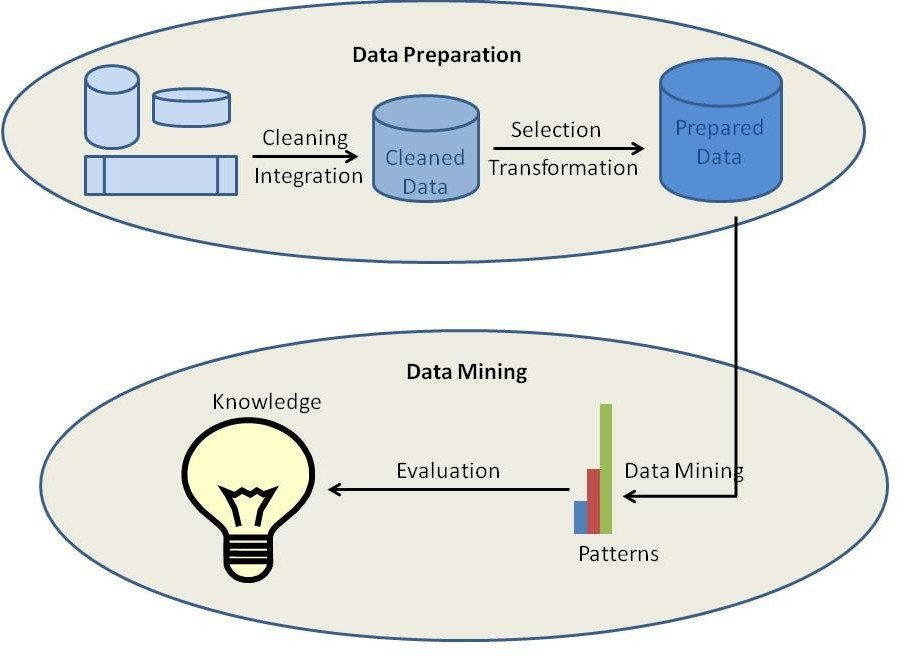 Data Preparation
Cleaning
Integration
Cleaned
Data
Selection
Transformation
Prepared
Data
Data Mining
Knowledge
Evaluation
Data Mining
Patterns